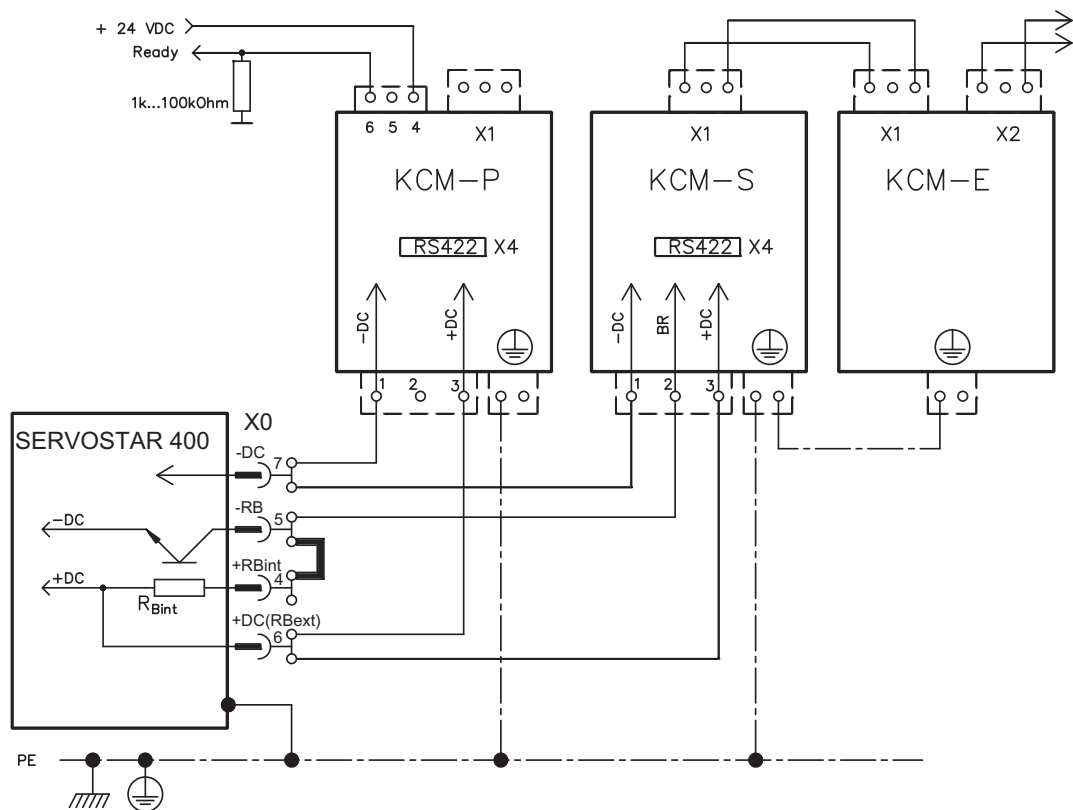 + 24 VDC
Ready
1k...100kOhm
6 5 4
X1
KCM-P
RS422 X4
-DC
+DC
1 2 3
X1
KCM-S
RS422 X4
-DC
BR
+DC
1 2 3
X1 X2
KCM-E
SERVOSTAR 400
X0
-DC
7
-DC
-RB
5
+DC
+RBint
4
RBint
+DC(RBext)
6
PE